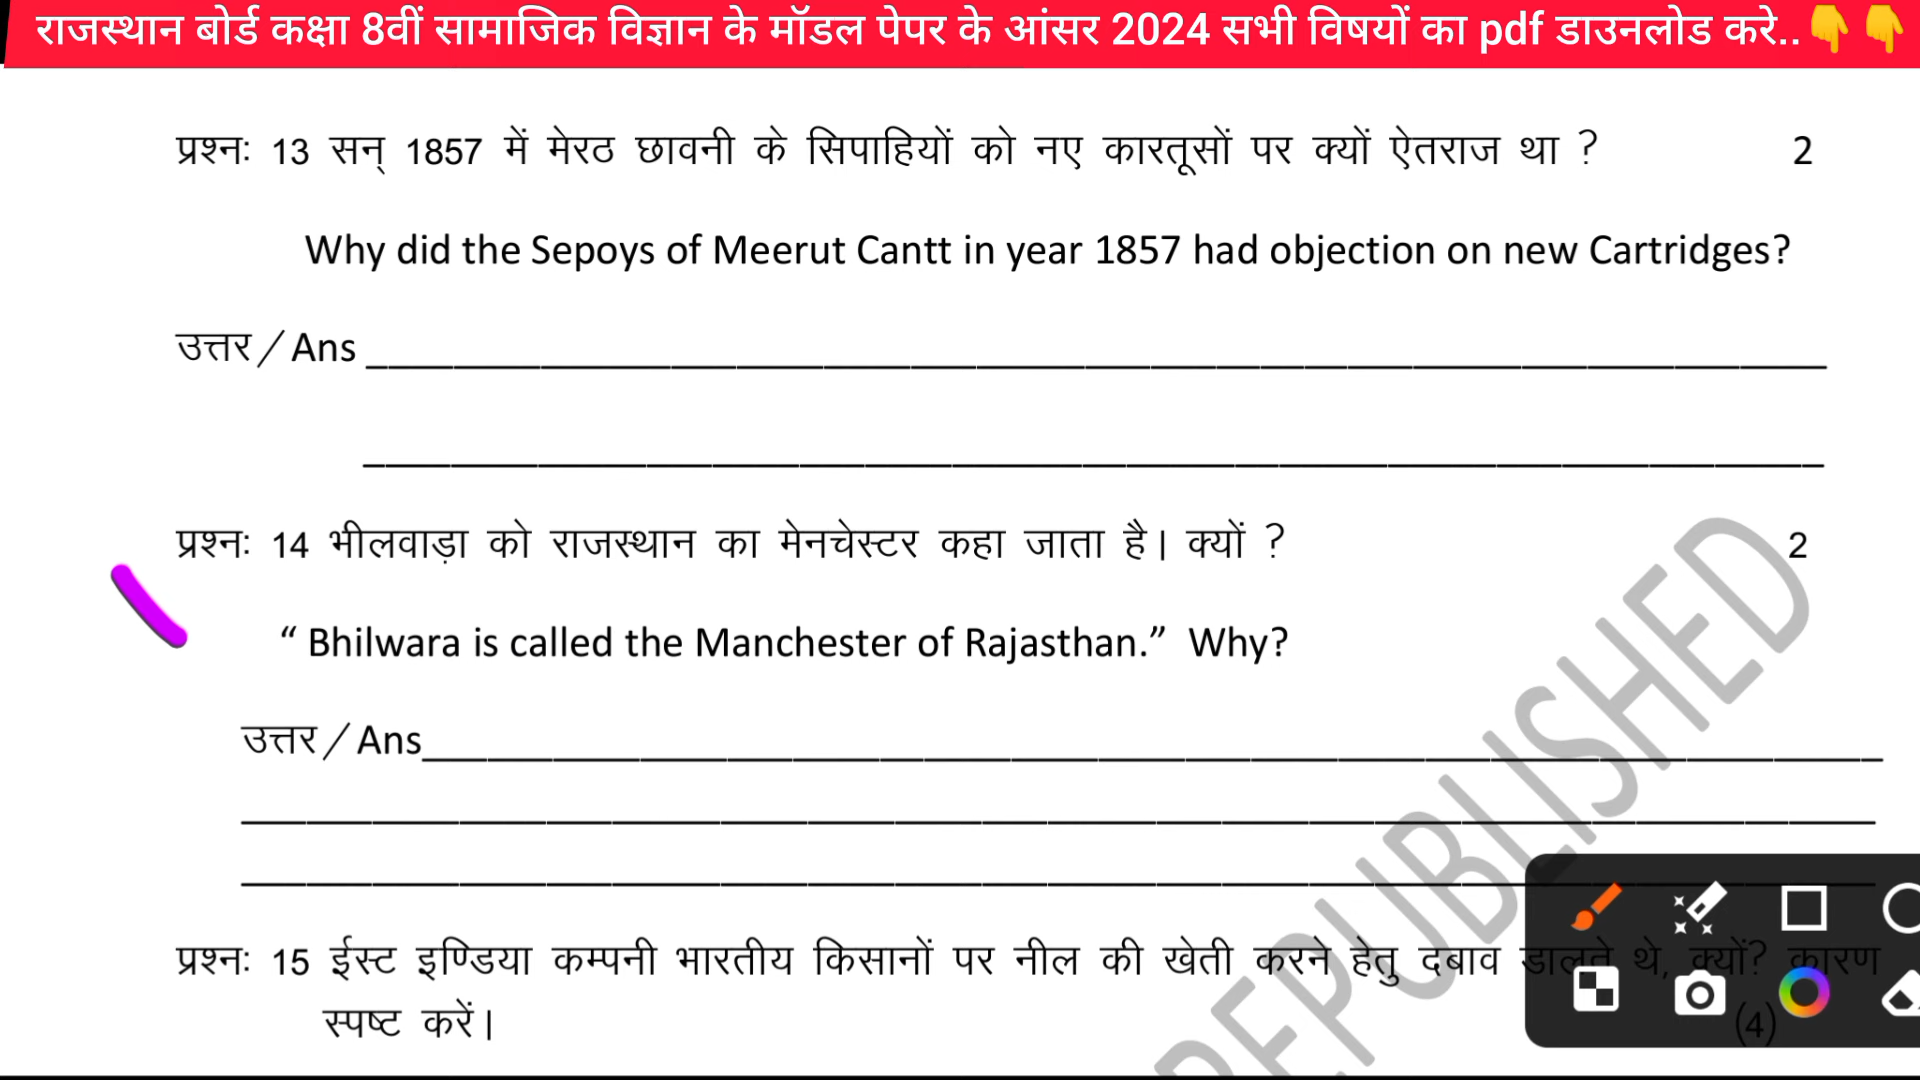 राजस्थान बोर्ड कक्षा 8वीं सामाजिक विज्ञान के मॉडल पेपर के आंसर 2024 सभी विषयों का pdf डाउनलोड करे..👇👇
प्रश्नः 13 सन् 1857 में मेरठ छावनी के सिपाहियों को नए कारतूसों पर क्यों ऐतराज था ? 2
Why did the Sepoys of Meerut Cantt in year 1857 had objection on new Cartridges?
उत्तर / Ans
प्रश्नः 14 भीलवाड़ा को राजस्थान का मेनचेस्टर कहा जाता है। क्यों ? 2
“ Bhilwara is called the Manchester of Rajasthan.” Why?
उत्तर / Ans
प्रश्नः 15 ईस्ट इण्डिया कम्पनी भारतीय किसानों पर नील की खेती करने हेतु दबाव डालते थे, क्यों? कारण
स्पष्ट करें। (4)
REPUBLISHED